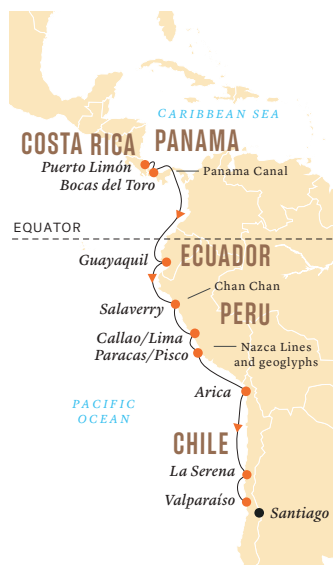 CARIBBEAN SEA
COSTA RICA
PANAMA
Puerto Limón
Bocas del Toro
Panama Canal
EQUATOR
Guayaquil
ECUADOR
Chan Chan
Salaverry
PERU
Callao/Lima
Paracas/Pisco
Nazca Lines
and geoglyphs
Arica
PACIFIC
OCEAN
CHILE
La Serena
Valparaíso
Santiago